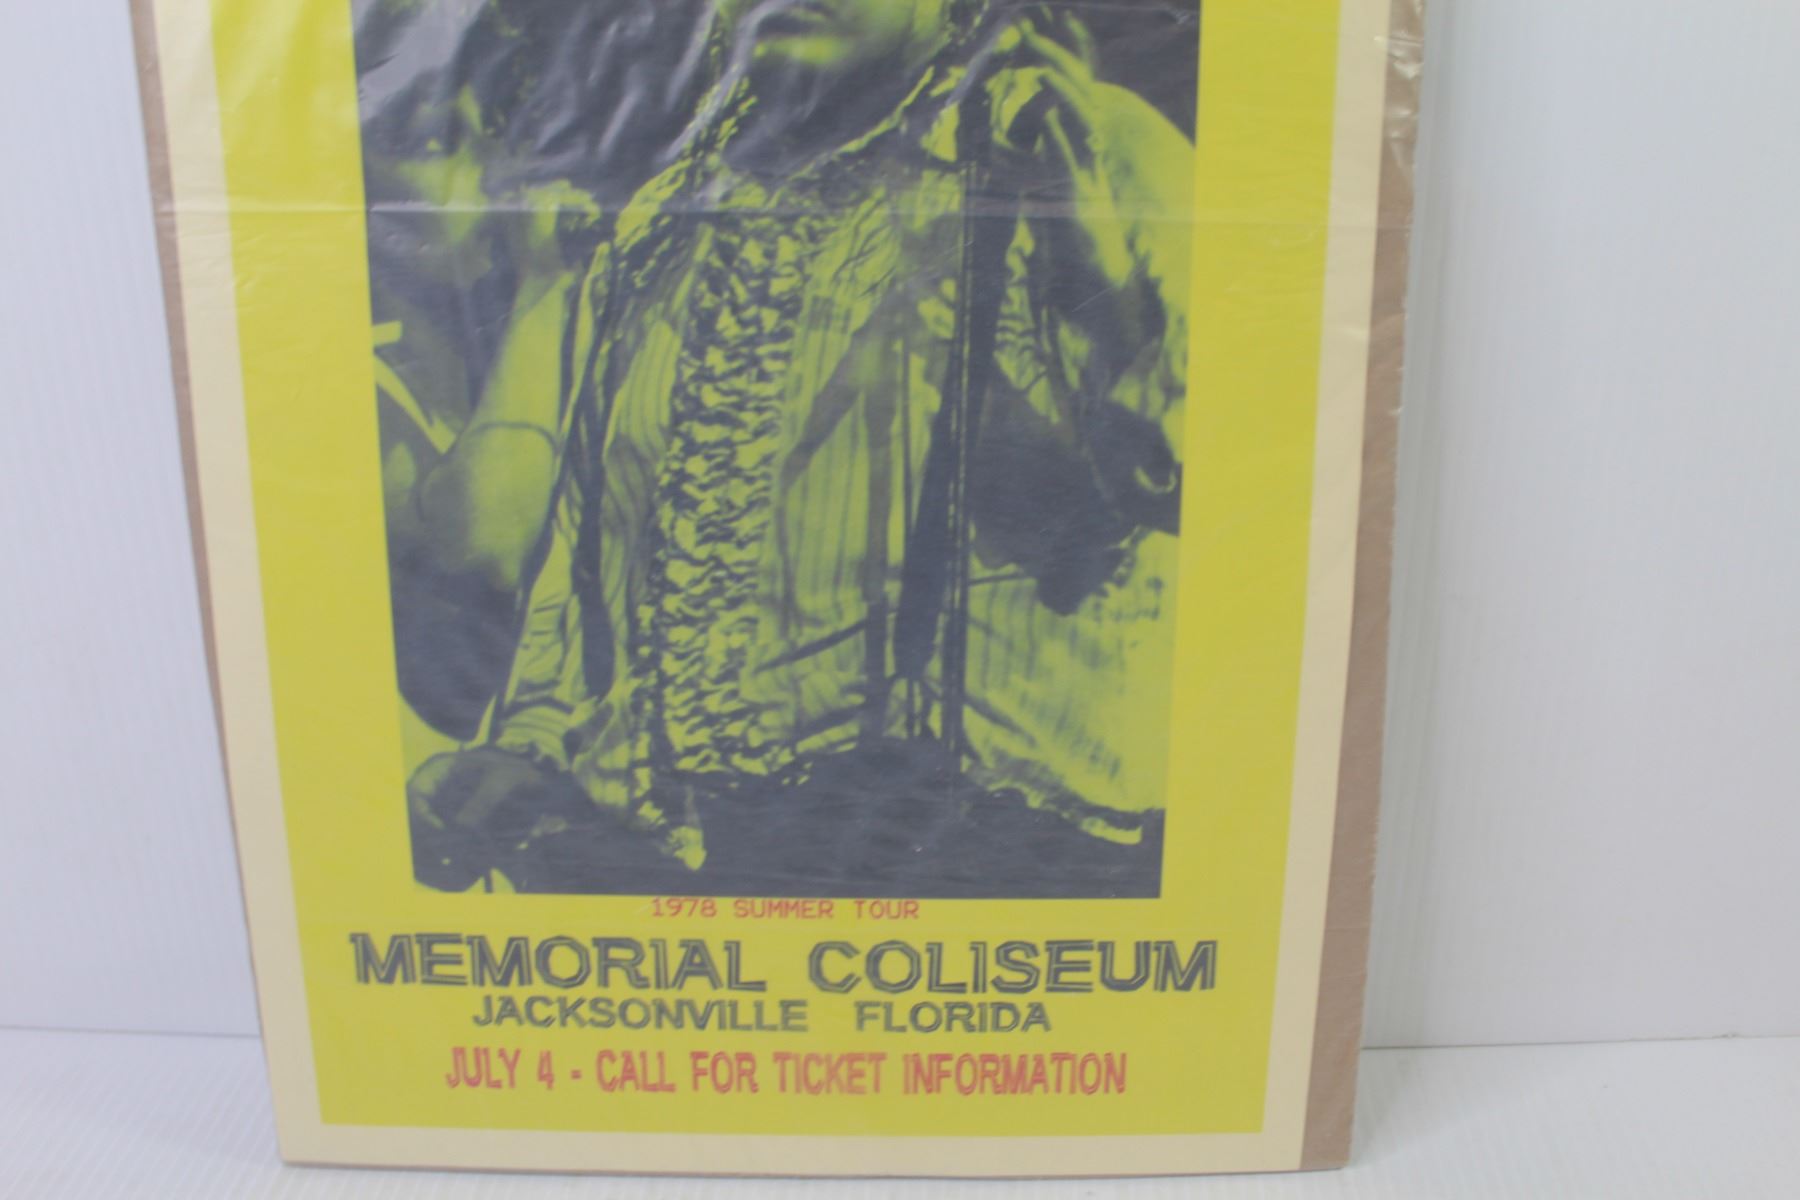 1978 SUMMER TOUR
MEMORIAL COLISEUM
JACKSONVILLE FLORIDA
JULY 4 - CALL FOR TICKET INFORMATION